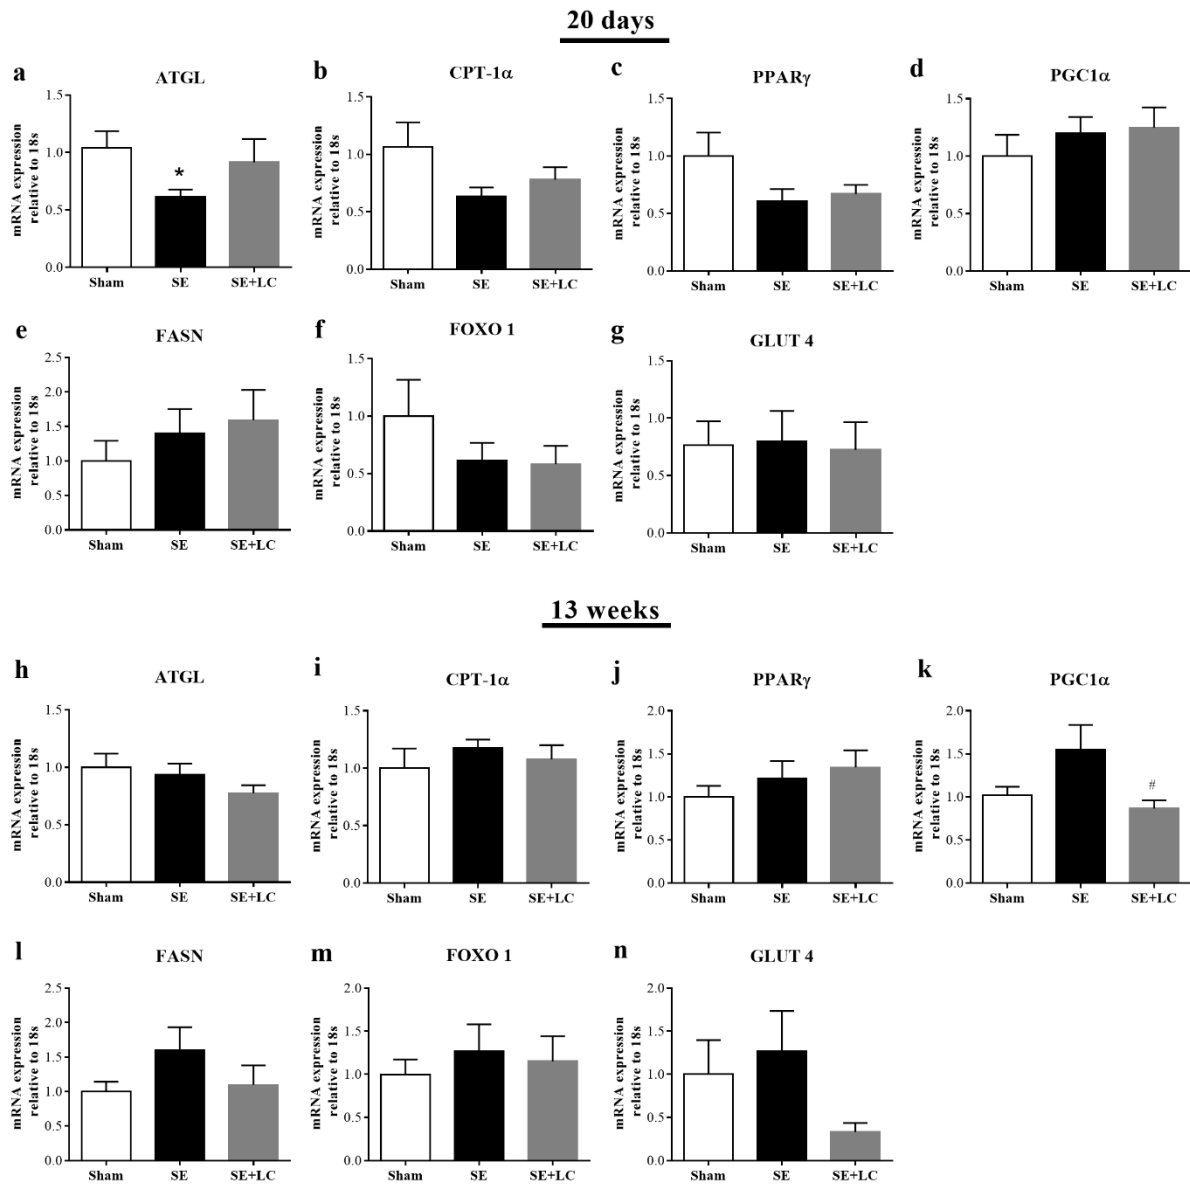 20 days
a
ATGL
mRNA expression
relative to 18s
1.5
1.0
0.5
0.0
*
Sham SE SE+LC
b
CPT-1α
mRNA expression
relative to 18s
1.5
1.0
0.5
0.0
Sham SE SE+LC
c
PPARγ
mRNA expression
relative to 18s
1.5
1.0
0.5
0.0
Sham SE SE+LC
d
PGC1α
mRNA expression
relative to 18s
1.5
1.0
0.5
0.0
Sham SE SE+LC
e
FASN
mRNA expression
relative to 18s
2.5
2.0
1.5
1.0
0.5
0.0
Sham SE SE+LC
f
FOXO 1
mRNA expression
relative to 18s
1.5
1.0
0.5
0.0
Sham SE SE+LC
g
GLUT 4
mRNA expression
relative to 18s
1.5
1.0
0.5
0.0
Sham SE SE+LC
13 weeks
h
ATGL
mRNA expression
relative to 18s
1.5
1.0
0.5
0.0
Sham SE SE+LC
i
CPT-1α
mRNA expression
relative to 18s
1.5
1.0
0.5
0.0
Sham SE SE+LC
j
PPARγ
mRNA expression
relative to 18s
2.0
1.5
1.0
0.5
0.0
Sham SE SE+LC
k
PGC1α
mRNA expression
relative to 18s
2.0
1.5
1.0
0.5
0.0
#
Sham SE SE+LC
l
FASN
mRNA expression
relative to 18s
2.5
2.0
1.5
1.0
0.5
0.0
Sham SE SE+LC
m
FOXO 1
mRNA expression
relative to 18s
2.0
1.5
1.0
0.5
0.0
Sham SE SE+LC
n
GLUT 4
mRNA expression
relative to 18s
2.0
1.5
1.0
0.5
0.0
Sham SE SE+LC